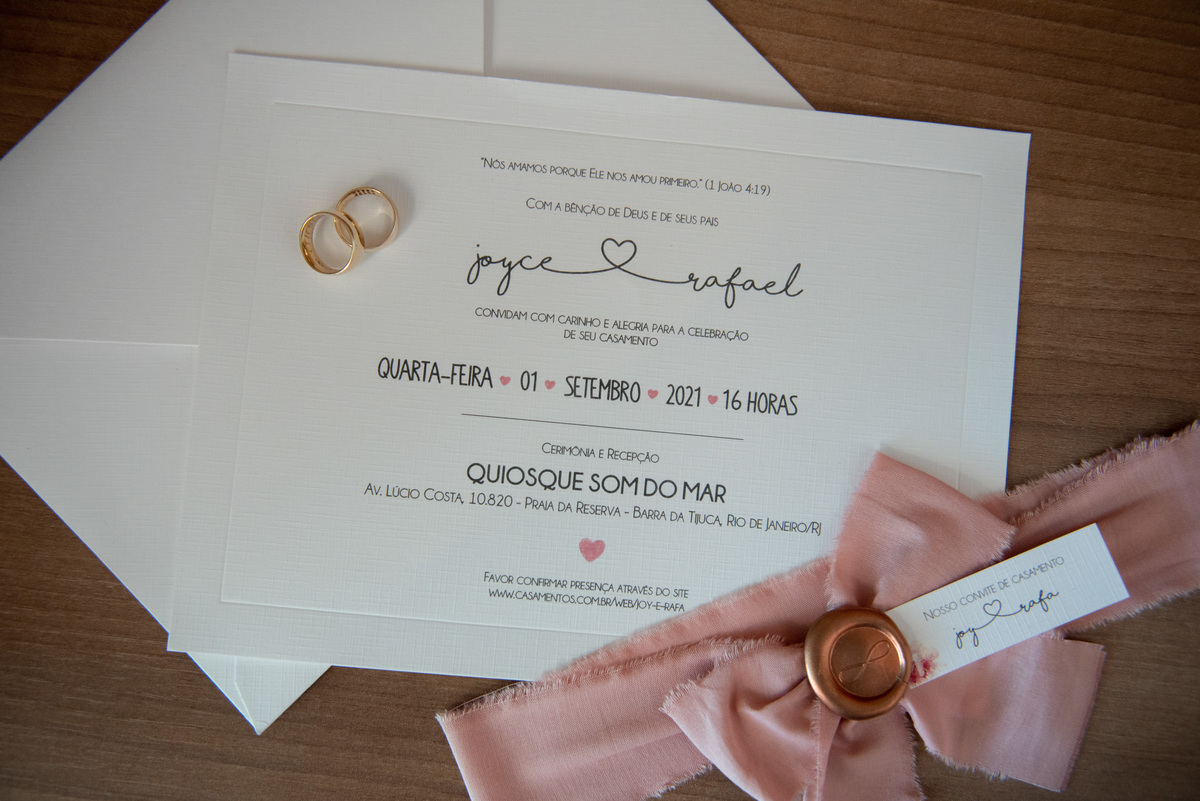 "Nós amamos porque Ele nos amou primeiro." (1 João 4:19)
Com a bênção de Deus e de seus pais
joyce rafael
convidam com carinho e alegria para a celebração
de seu casamento
QUARTA-FEIRA 01 SETEMBRO 2021 16 HORAS
Cerimônia e Recepção
QUIOSQUE SOM DO MAR
Av. Lúcio Costa, 10.820 - Praia da Reserva - Barra da Tijuca, Rio de Janeiro/RJ
Favor confirmar presença através do site
www.casamentos.com.br/web/joy-e-rafa
Nosso convite de casamento
joy rafa